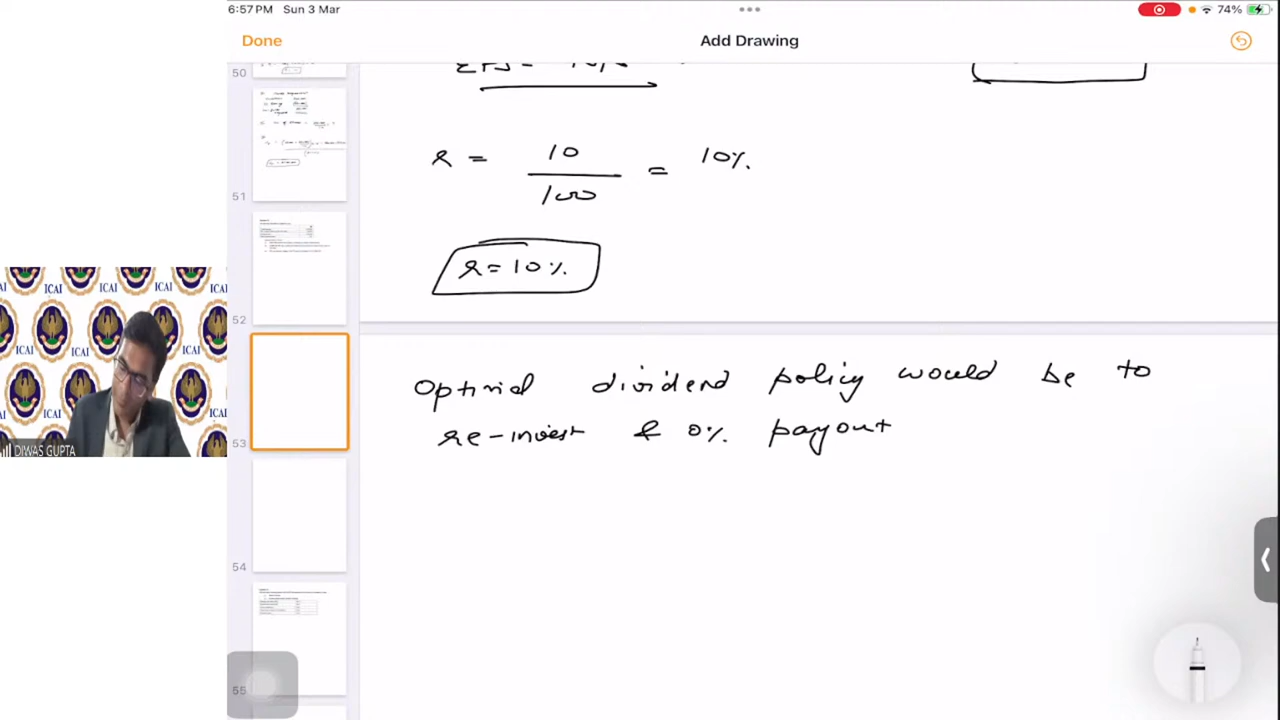 6:57 PM Sun 3 Mar
74%
Done
Add Drawing
50
51
52
53
54
55
r = 10 / 100 = 10%
r = 10%
Optimal dividend policy would be to
re-invest & 0% payout
ICAI
DIWAS GUPTA